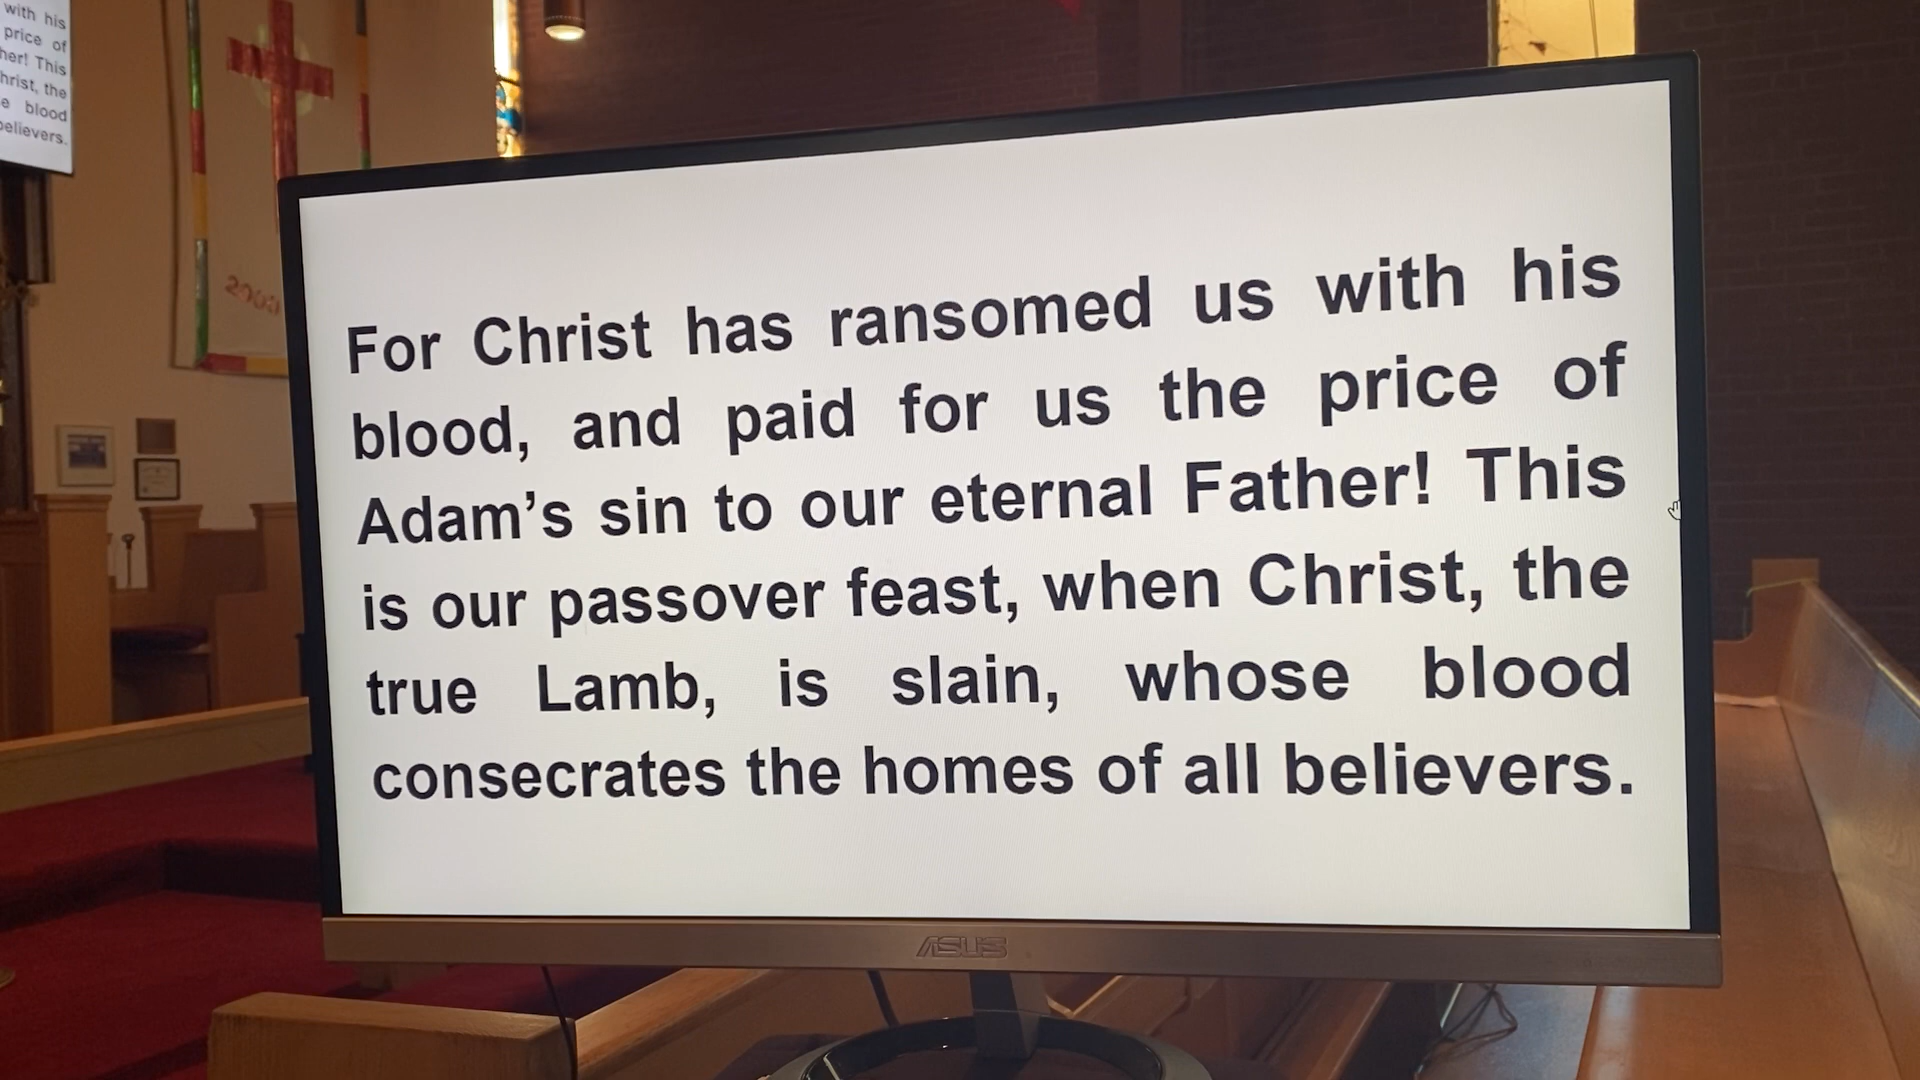 with his
price of
her! This
hrist, the
e blood
believers.
2003
For Christ has ransomed us with his
blood, and paid for us the price of
Adam’s sin to our eternal Father! This
is our passover feast, when Christ, the
true Lamb, is slain, whose blood
consecrates the homes of all believers.
ASUS